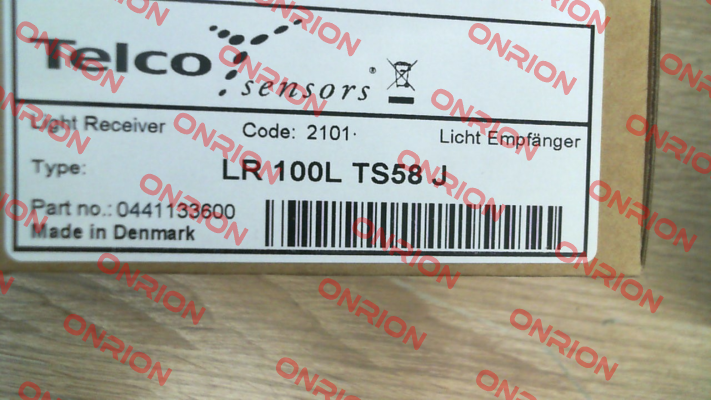 Telco
sensors®
Light Receiver Code: 2101· Licht Empfänger
Type: LR 100L TS58 J
Part no.: 0441133600
Made in Denmark
ONRION